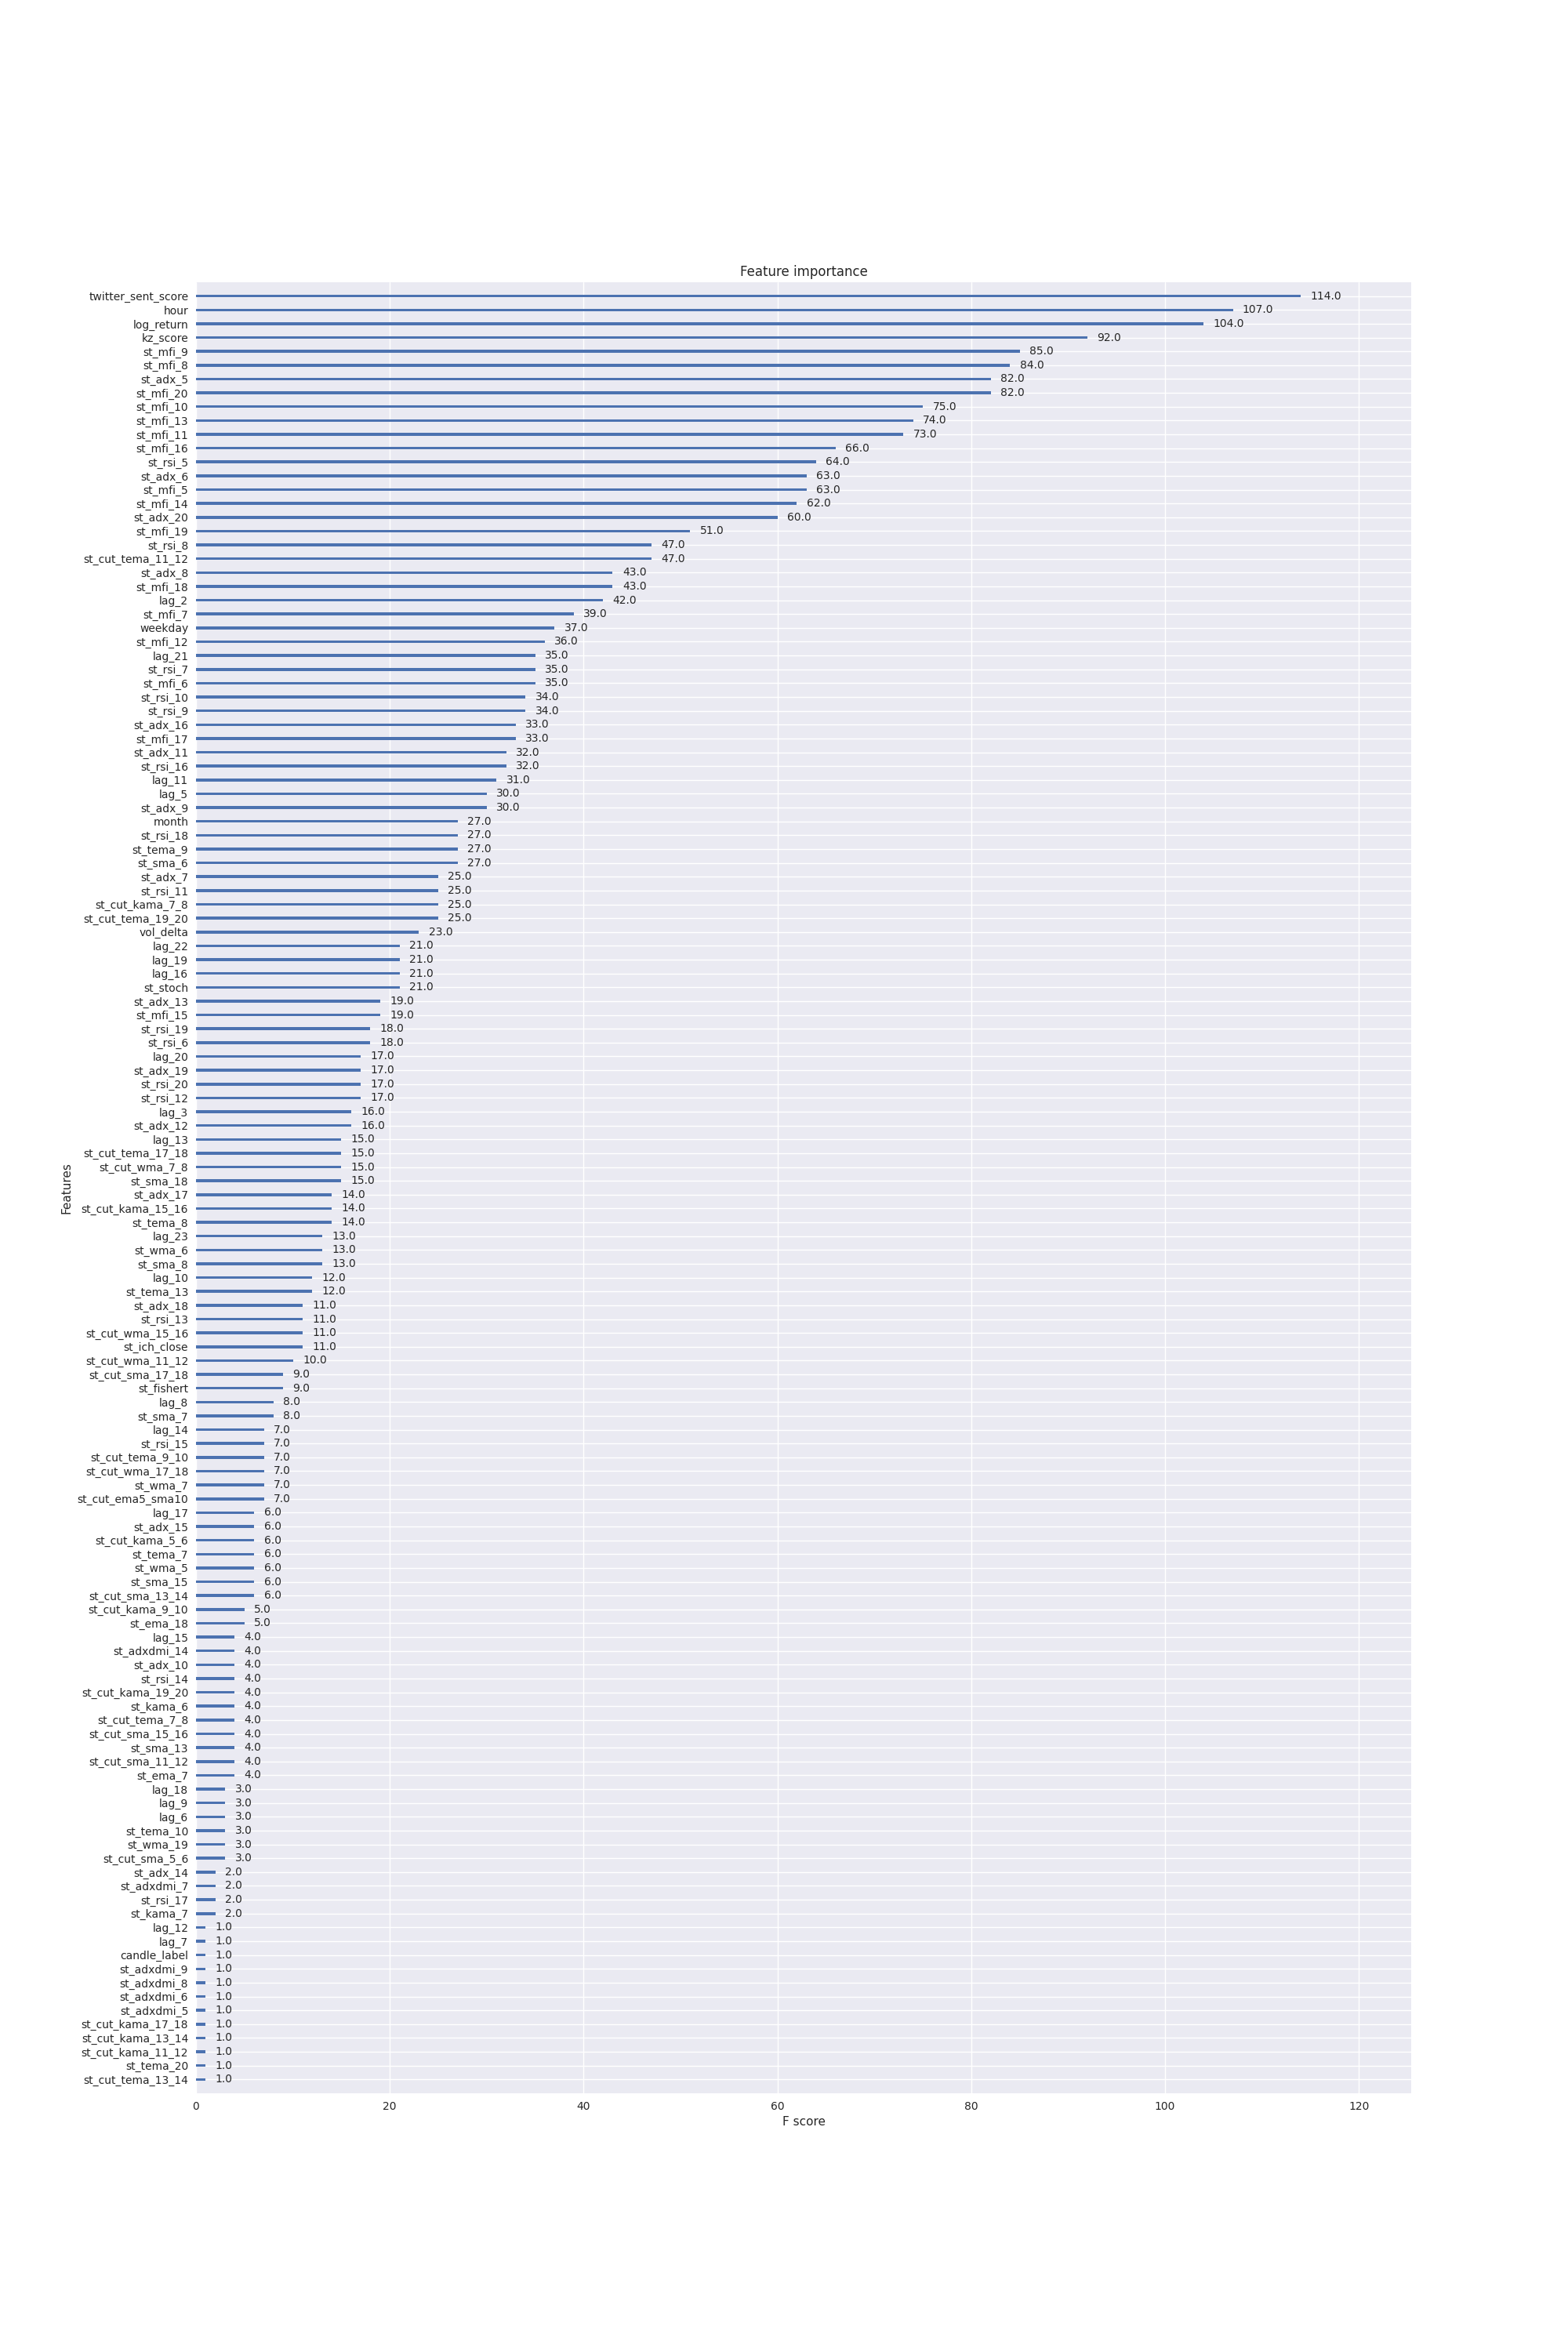 Feature importance
twitter_sent_score 114.0
hour 107.0
log_return 104.0
kz_score 92.0
st_mfi_9 85.0
st_mfi_8 84.0
st_adx_5 82.0
st_mfi_20 82.0
st_mfi_10 75.0
st_mfi_13 74.0
st_mfi_11 73.0
st_mfi_16 66.0
st_rsi_5 64.0
st_adx_6 63.0
st_mfi_5 63.0
st_mfi_14 62.0
st_adx_20 60.0
st_mfi_19 51.0
st_rsi_8 47.0
st_cut_tema_11_12 47.0
st_adx_8 43.0
st_mfi_18 43.0
lag_2 42.0
st_mfi_7 39.0
weekday 37.0
st_mfi_12 36.0
lag_21 35.0
st_rsi_7 35.0
st_mfi_6 35.0
st_rsi_10 34.0
st_rsi_9 34.0
st_adx_16 33.0
st_mfi_17 33.0
st_adx_11 32.0
st_rsi_16 32.0
lag_11 31.0
lag_5 30.0
st_adx_9 30.0
month 27.0
st_rsi_18 27.0
st_tema_9 27.0
st_sma_6 27.0
st_adx_7 25.0
st_rsi_11 25.0
st_cut_kama_7_8 25.0
st_cut_tema_19_20 25.0
vol_delta 23.0
lag_22 21.0
lag_19 21.0
lag_16 21.0
st_stoch 21.0
st_adx_13 19.0
st_mfi_15 19.0
st_rsi_19 18.0
st_rsi_6 18.0
lag_20 17.0
st_adx_19 17.0
st_rsi_20 17.0
st_rsi_12 17.0
lag_3 16.0
st_adx_12 16.0
lag_13 15.0
st_cut_tema_17_18 15.0
st_cut_wma_7_8 15.0
st_sma_18 15.0
st_adx_17 14.0
st_cut_kama_15_16 14.0
st_tema_8 14.0
lag_23 13.0
st_wma_6 13.0
st_sma_8 13.0
lag_10 12.0
st_tema_13 12.0
st_adx_18 11.0
st_rsi_13 11.0
st_cut_wma_15_16 11.0
st_ich_close 11.0
st_cut_wma_11_12 10.0
st_cut_sma_17_18 9.0
st_fishert 9.0
lag_8 8.0
st_sma_7 8.0
lag_14 7.0
st_rsi_15 7.0
st_cut_tema_9_10 7.0
st_cut_wma_17_18 7.0
st_wma_7 7.0
st_cut_ema5_sma10 7.0
lag_17 6.0
st_adx_15 6.0
st_cut_kama_5_6 6.0
st_tema_7 6.0
st_wma_5 6.0
st_sma_15 6.0
st_cut_sma_13_14 6.0
st_cut_kama_9_10 5.0
st_ema_18 5.0
lag_15 4.0
st_adxdmi_14 4.0
st_adx_10 4.0
st_rsi_14 4.0
st_cut_kama_19_20 4.0
st_kama_6 4.0
st_cut_tema_7_8 4.0
st_cut_sma_15_16 4.0
st_sma_13 4.0
st_cut_sma_11_12 4.0
st_ema_7 4.0
lag_18 3.0
lag_9 3.0
lag_6 3.0
st_tema_10 3.0
st_wma_19 3.0
st_cut_sma_5_6 3.0
st_adx_14 2.0
st_adxdmi_7 2.0
st_rsi_17 2.0
st_kama_7 2.0
lag_12 1.0
lag_7 1.0
candle_label 1.0
st_adxdmi_9 1.0
st_adxdmi_8 1.0
st_adxdmi_6 1.0
st_adxdmi_5 1.0
st_cut_kama_17_18 1.0
st_cut_kama_13_14 1.0
st_cut_kama_11_12 1.0
st_tema_20 1.0
st_cut_tema_13_14 1.0
Features
0 20 40 60 80 100 120
F score